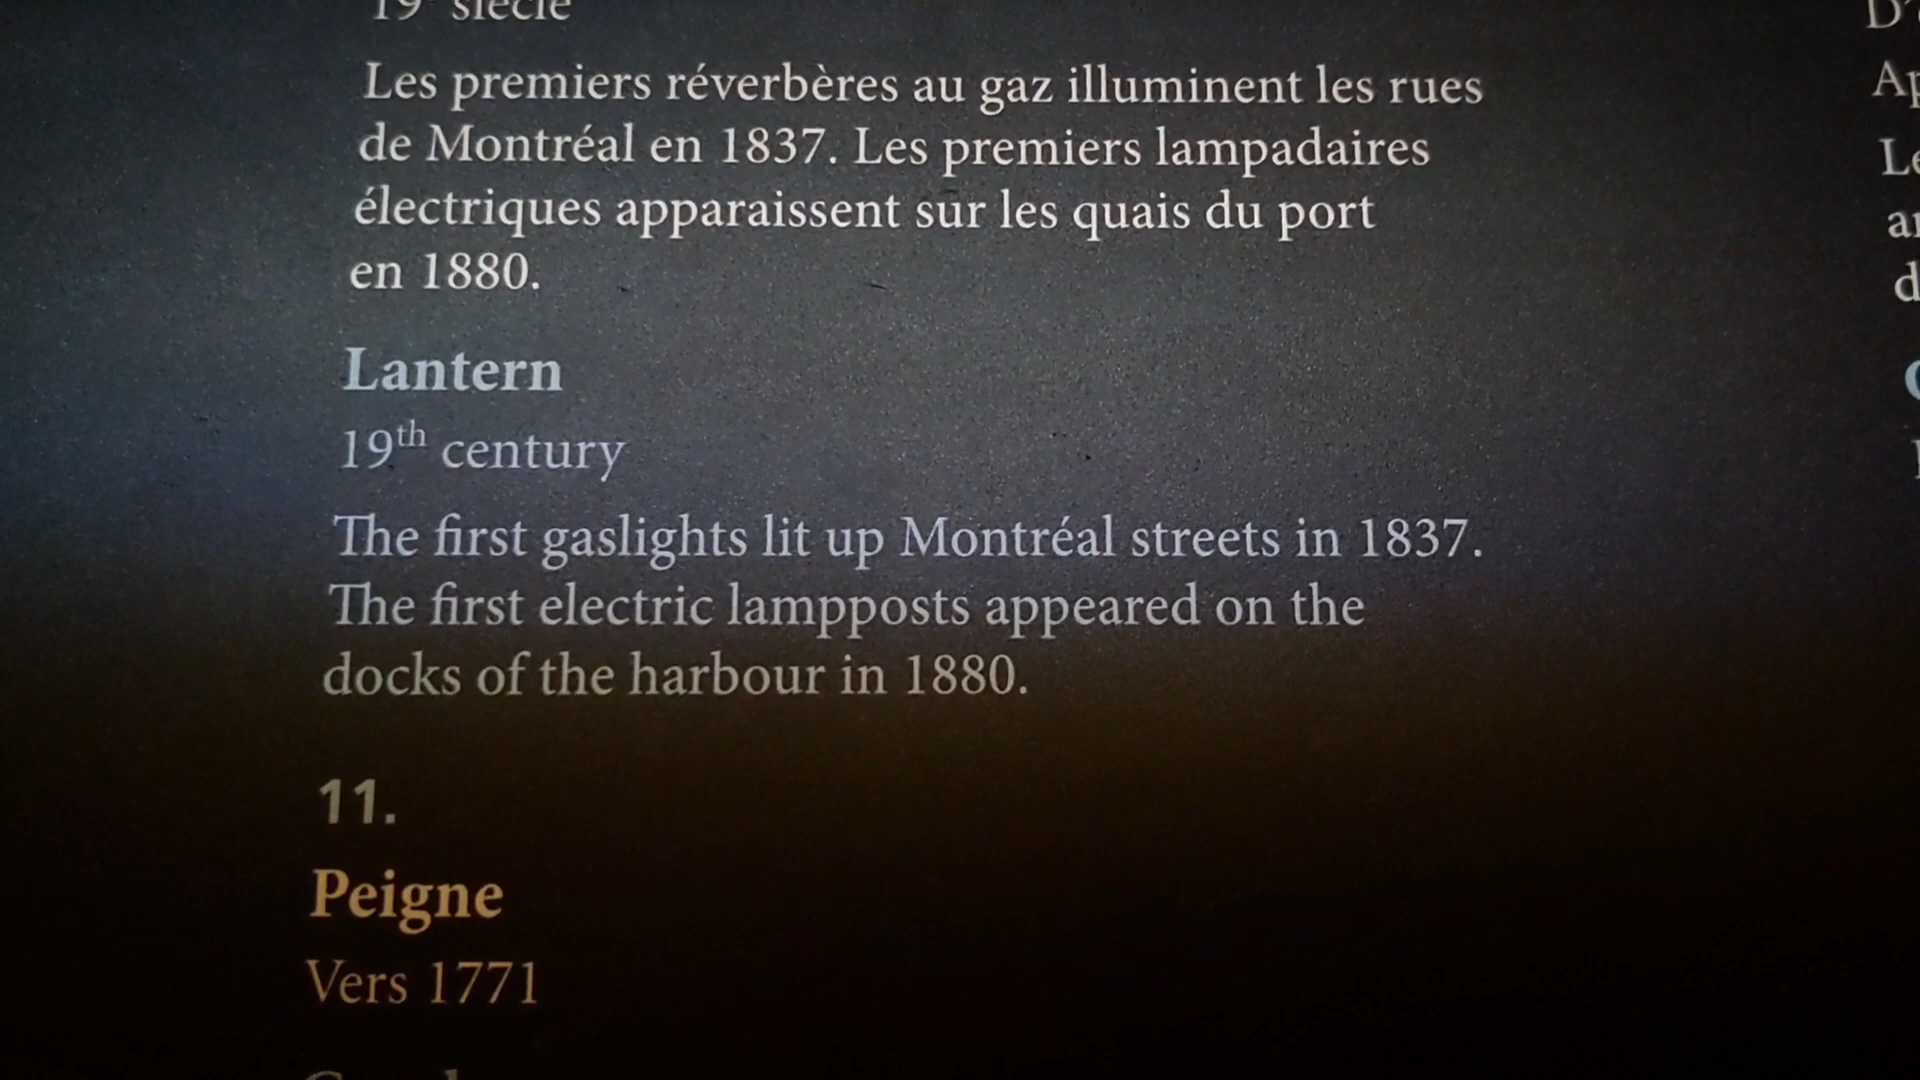 19e siècle
Les premiers réverbères au gaz illuminent les rues
de Montréal en 1837. Les premiers lampadaires
électriques apparaissent sur les quais du port
en 1880.
Lantern
19th century
The first gaslights lit up Montréal streets in 1837.
The first electric lampposts appeared on the
docks of the harbour in 1880.
11.
Peigne
Vers 1771